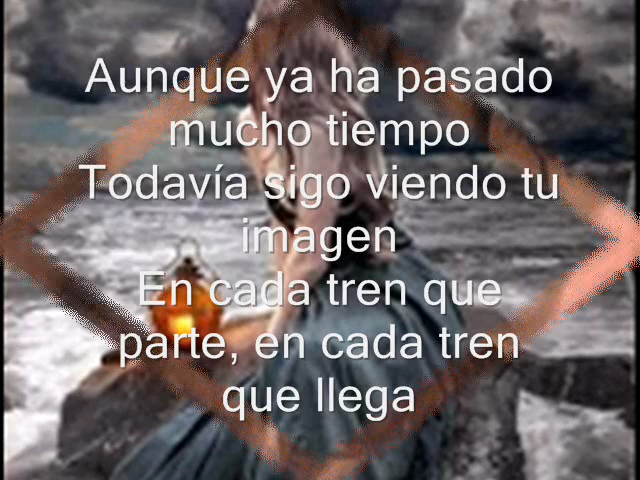 Aunque ya ha pasado
mucho tiempo
Todavía sigo viendo tu
imagen
En cada tren que
parte, en cada tren
que llega